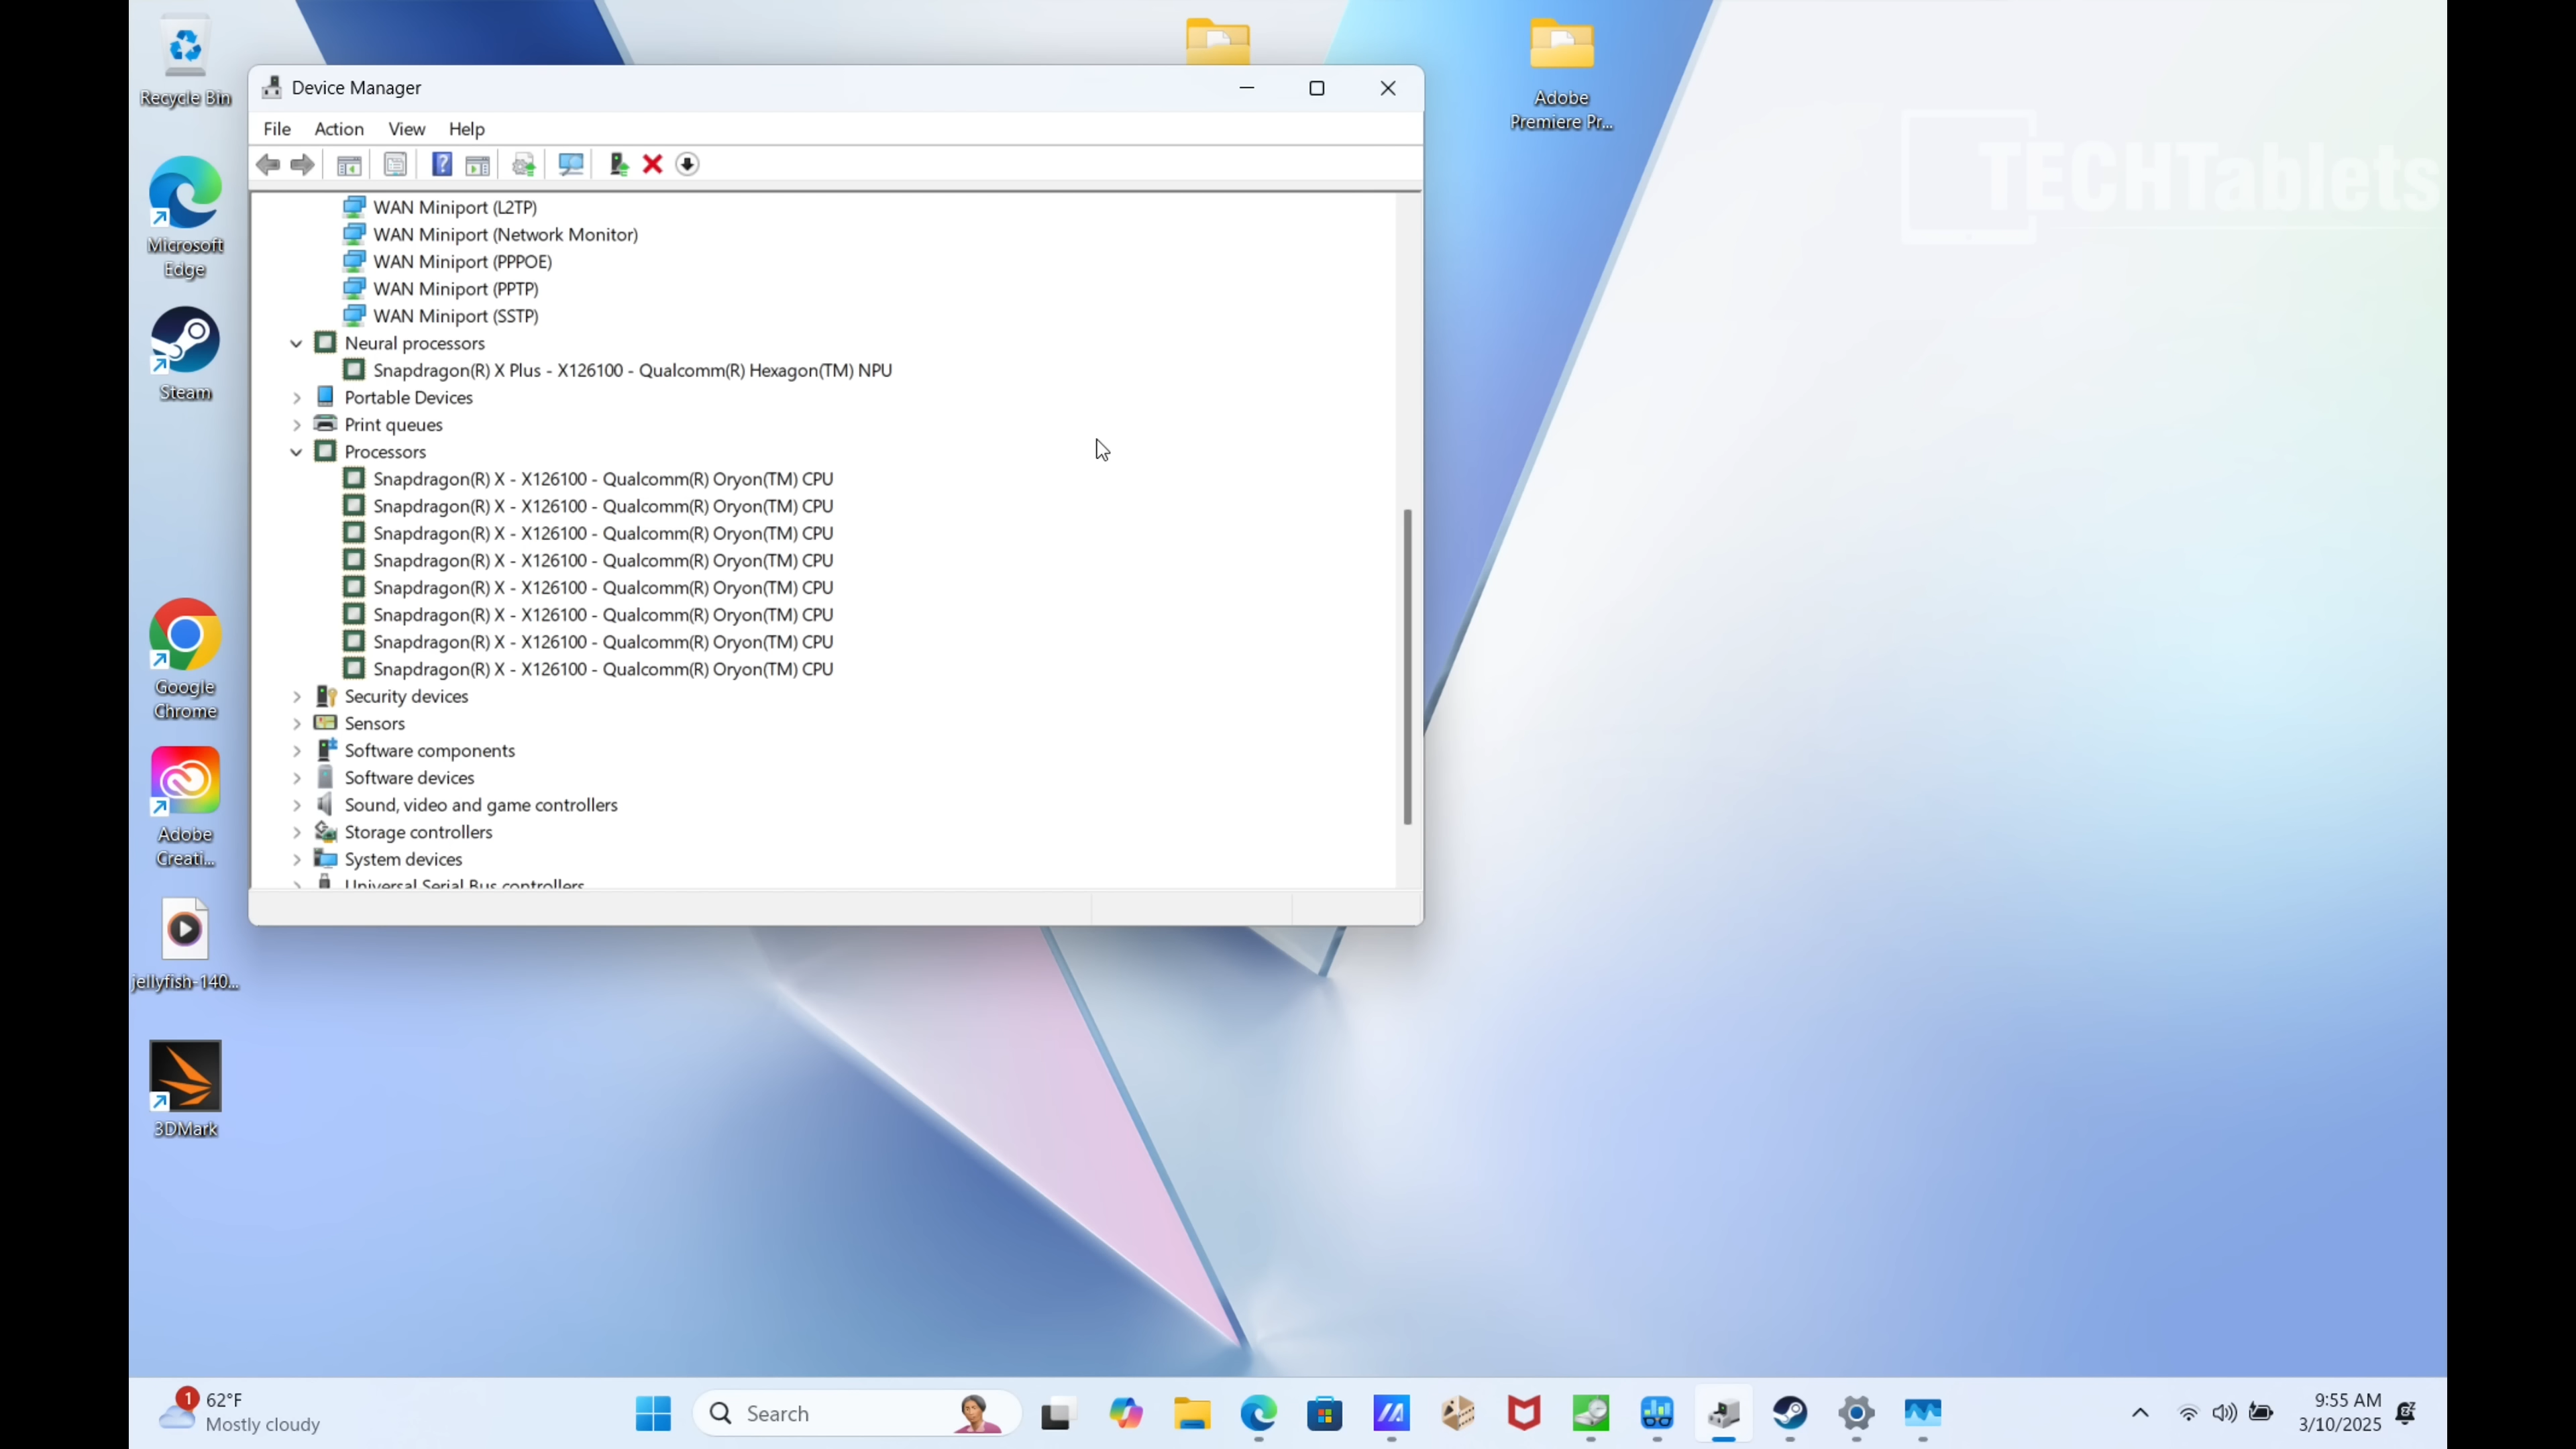 Recycle Bin
Microsoft
Edge
Steam
Google
Chrome
Adobe
Creati...
jellyfish-140...
3DMark
Adobe
Premiere Pr...
TECHTablets
Device Manager
File Action View Help
WAN Miniport (L2TP)
WAN Miniport (Network Monitor)
WAN Miniport (PPPOE)
WAN Miniport (PPTP)
WAN Miniport (SSTP)
Neural processors
Snapdragon(R) X Plus - X126100 - Qualcomm(R) Hexagon(TM) NPU
Portable Devices
Print queues
Processors
Snapdragon(R) X - X126100 - Qualcomm(R) Oryon(TM) CPU
Snapdragon(R) X - X126100 - Qualcomm(R) Oryon(TM) CPU
Snapdragon(R) X - X126100 - Qualcomm(R) Oryon(TM) CPU
Snapdragon(R) X - X126100 - Qualcomm(R) Oryon(TM) CPU
Snapdragon(R) X - X126100 - Qualcomm(R) Oryon(TM) CPU
Snapdragon(R) X - X126100 - Qualcomm(R) Oryon(TM) CPU
Snapdragon(R) X - X126100 - Qualcomm(R) Oryon(TM) CPU
Snapdragon(R) X - X126100 - Qualcomm(R) Oryon(TM) CPU
Security devices
Sensors
Software components
Software devices
Sound, video and game controllers
Storage controllers
System devices
Universal Serial Bus controllers
1
62°F
Mostly cloudy
Search
9:55 AM
3/10/2025